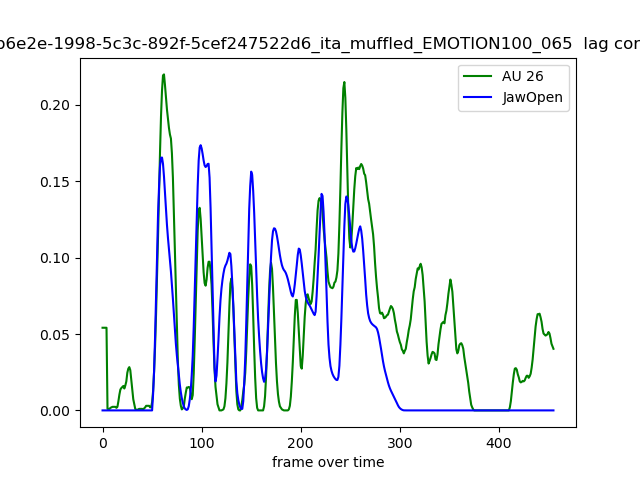 b6e2e-1998-5c3c-892f-5cef247522d6_ita_muffled_EMOTION100_065 lag cor
AU 26
JawOpen
0.20
0.15
0.10
0.05
0.00
0 100 200 300 400
frame over time